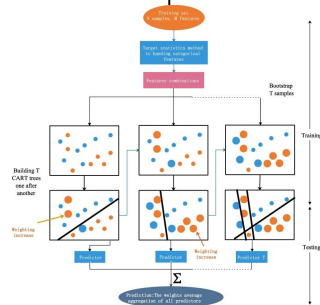 Training set
N samples, M features
Target statistics method
to handing categorical
features
Features combinations
Bootstrap
T samples
Training
Building T
CART trees
one after
another
Weighting
increase
Weighting
increase
Testing
Predictor
Predictor
Predictor T
Σ
Prediction:The weights average
aggregation of all predictors